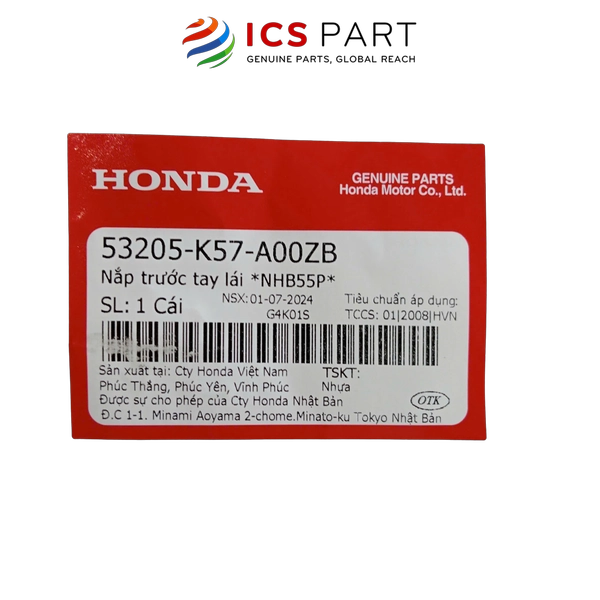 ICS PART
GENUINE PARTS, GLOBAL REACH
HONDA
GENUINE PARTS
Honda Motor Co., Ltd.
53205-K57-A00ZB
Nắp trước tay lái *NHB55P*
SL: 1 Cái
NSX: 01-07-2024
G4K01S
Tiêu chuẩn áp dụng:
TCCS: 01|2008|HVN
Sản xuất tại: Cty Honda Việt Nam
Phúc Thắng, Phúc Yên, Vĩnh Phúc
TSKT:
Nhựa
Được sự cho phép của Cty Honda Nhật Bản
Đ.C 1-1. Minami Aoyama 2-chome.Minato-ku Tokyo Nhật Bản
OTK